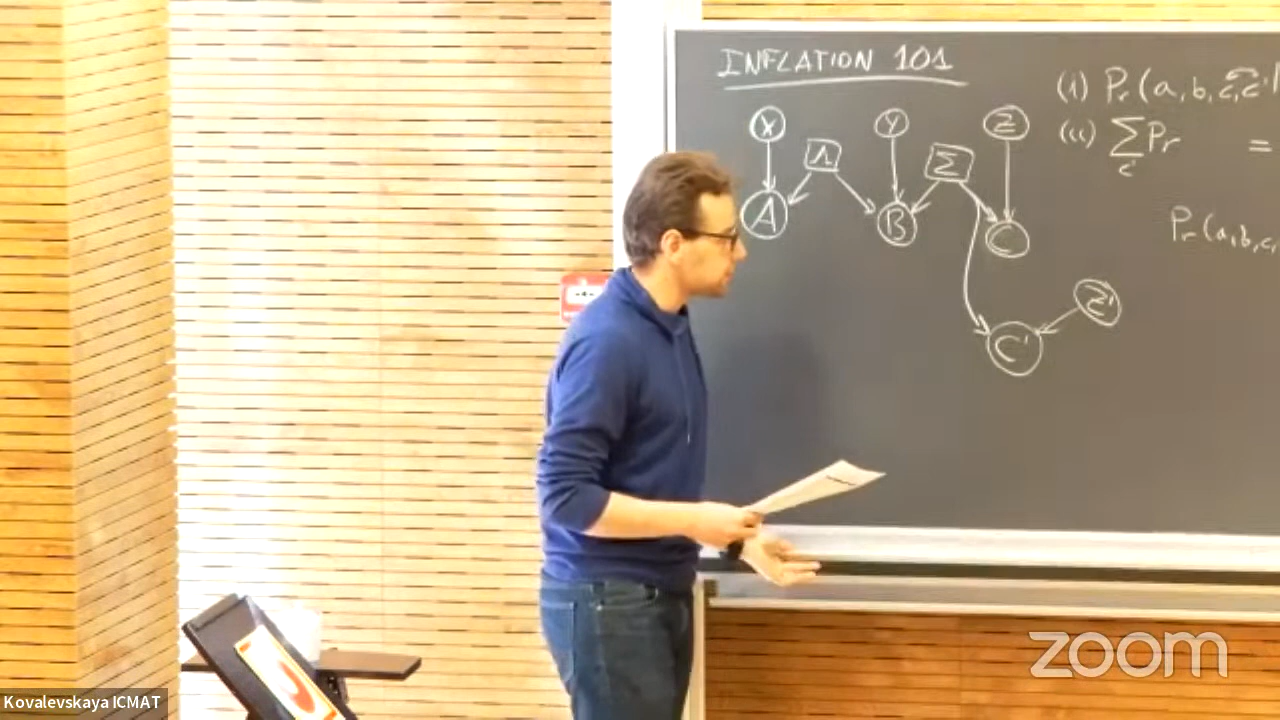 INFLATION 101
(i) Pr(a,b,c,c'|
(ii) ∑ Pr =
c'
X Y Z
Λ Σ
A B C
Pr(a,b,c,
Z'
C'
Kovalevskaya ICMAT
zoom